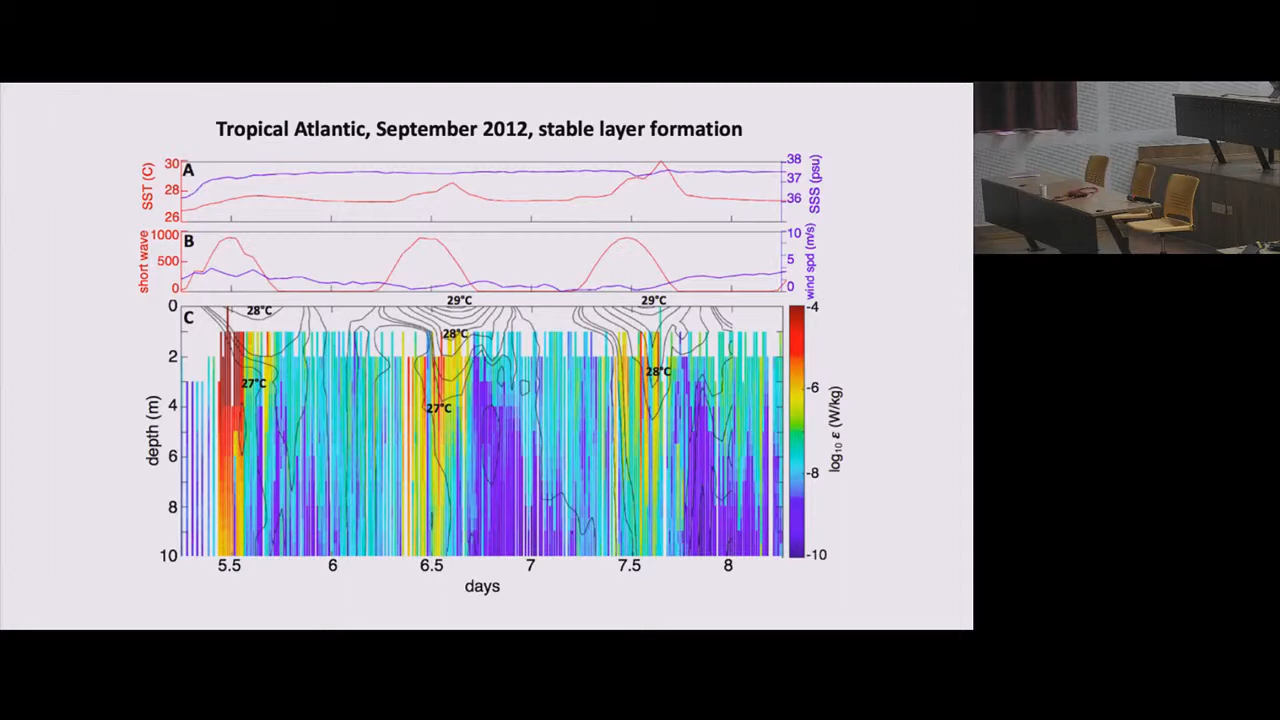 Tropical Atlantic, September 2012, stable layer formation
A
SST (C)
30
28
26
38
37
36
SSS (psu)
B
short wave
1000
500
0
10
5
0
wind spd (m/s)
C
28°C
29°C
29°C
28°C
28°C
27°C
27°C
depth (m)
0
2
4
6
8
10
5.5
6
6.5
7
7.5
8
days
-4
-6
-8
-10
log10 ε (W/kg)